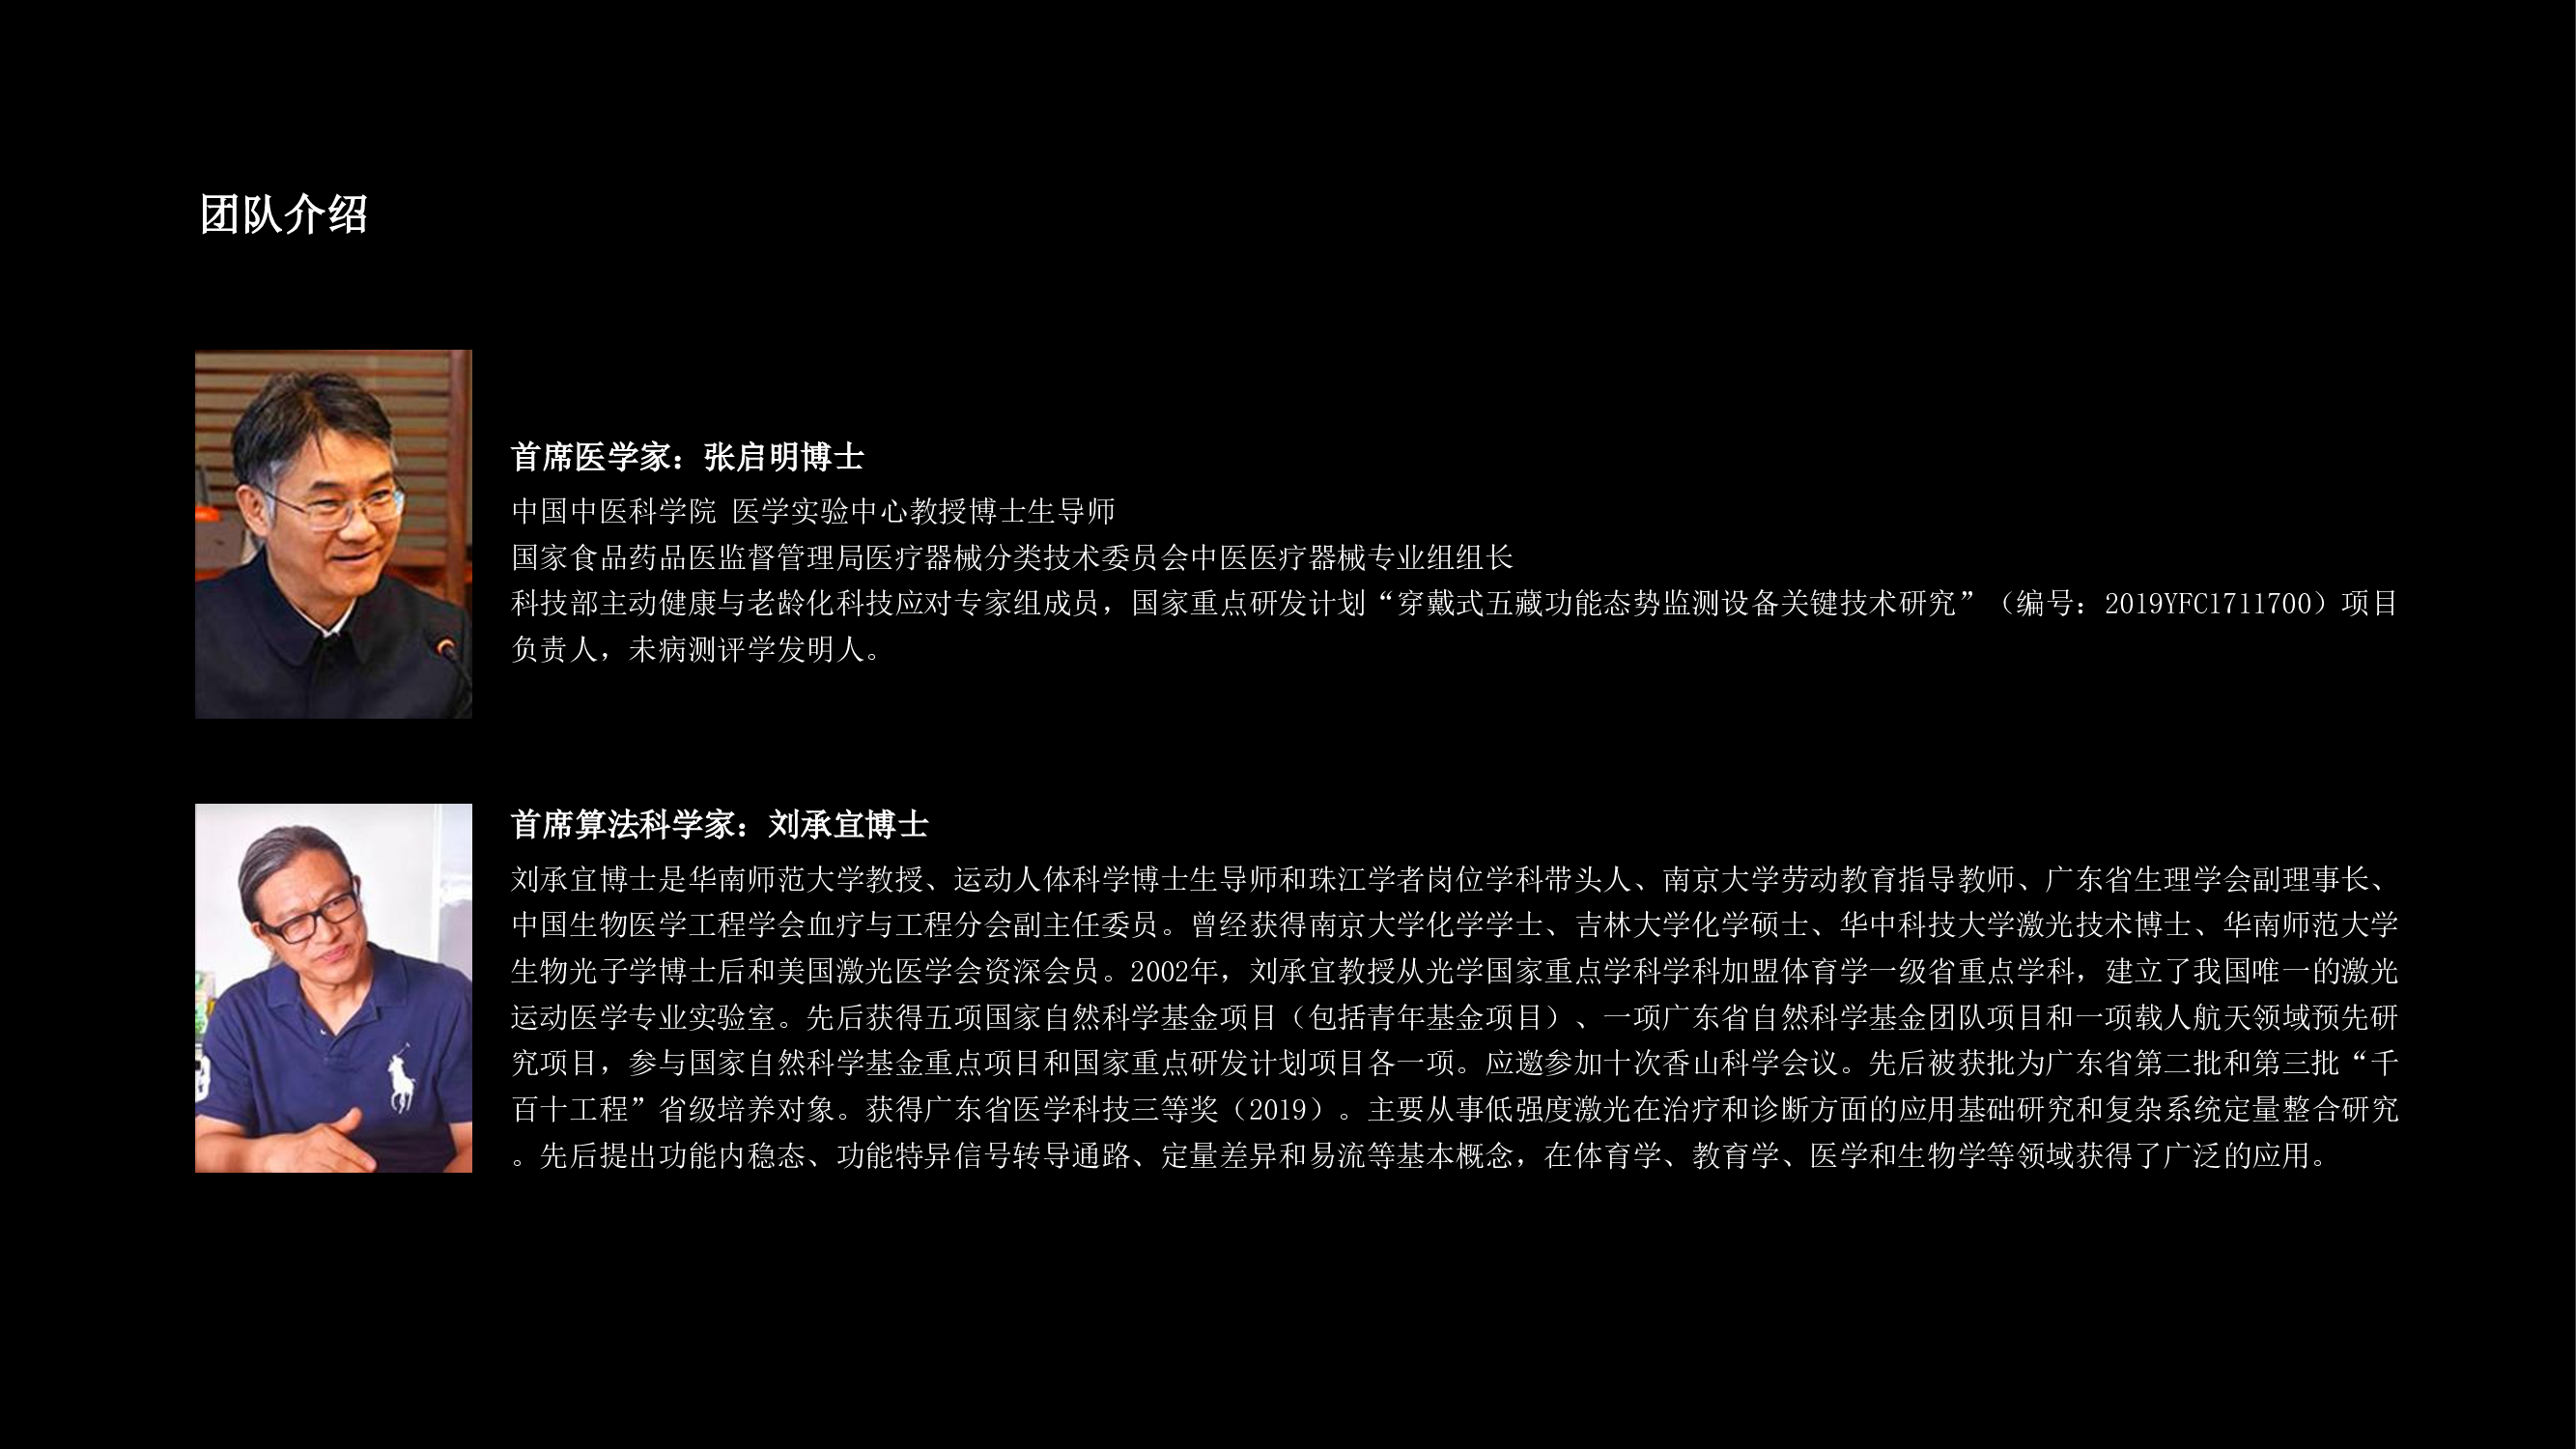 团队介绍
首席医学家：张启明博士
中国中医科学院 医学实验中心教授博士生导师
国家食品药品医监督管理局医疗器械分类技术委员会中医医疗器械专业组组长
科技部主动健康与老龄化科技应对专家组成员，国家重点研发计划“穿戴式五藏功能态势监测设备关键技术研究”（编号：2019YFC1711700）项目
负责人，未病测评学发明人。
首席算法科学家：刘承宜博士
刘承宜博士是华南师范大学教授、运动人体科学博士生导师和珠江学者岗位学科带头人、南京大学劳动教育指导教师、广东省生理学会副理事长、
中国生物医学工程学会血疗与工程分会副主任委员。曾经获得南京大学化学学士、吉林大学化学硕士、华中科技大学激光技术博士、华南师范大学
生物光子学博士后和美国激光医学会资深会员。2002年，刘承宜教授从光学国家重点学科学科加盟体育学一级省重点学科，建立了我国唯一的激光
运动医学专业实验室。先后获得五项国家自然科学基金项目（包括青年基金项目）、一项广东省自然科学基金团队项目和一项载人航天领域预先研
究项目，参与国家自然科学基金重点项目和国家重点研发计划项目各一项。应邀参加十次香山科学会议。先后被获批为广东省第二批和第三批“千
百十工程”省级培养对象。获得广东省医学科技三等奖（2019）。主要从事低强度激光在治疗和诊断方面的应用基础研究和复杂系统定量整合研究
。先后提出功能内稳态、功能特异信号转导通路、定量差异和易流等基本概念，在体育学、教育学、医学和生物学等领域获得了广泛的应用。